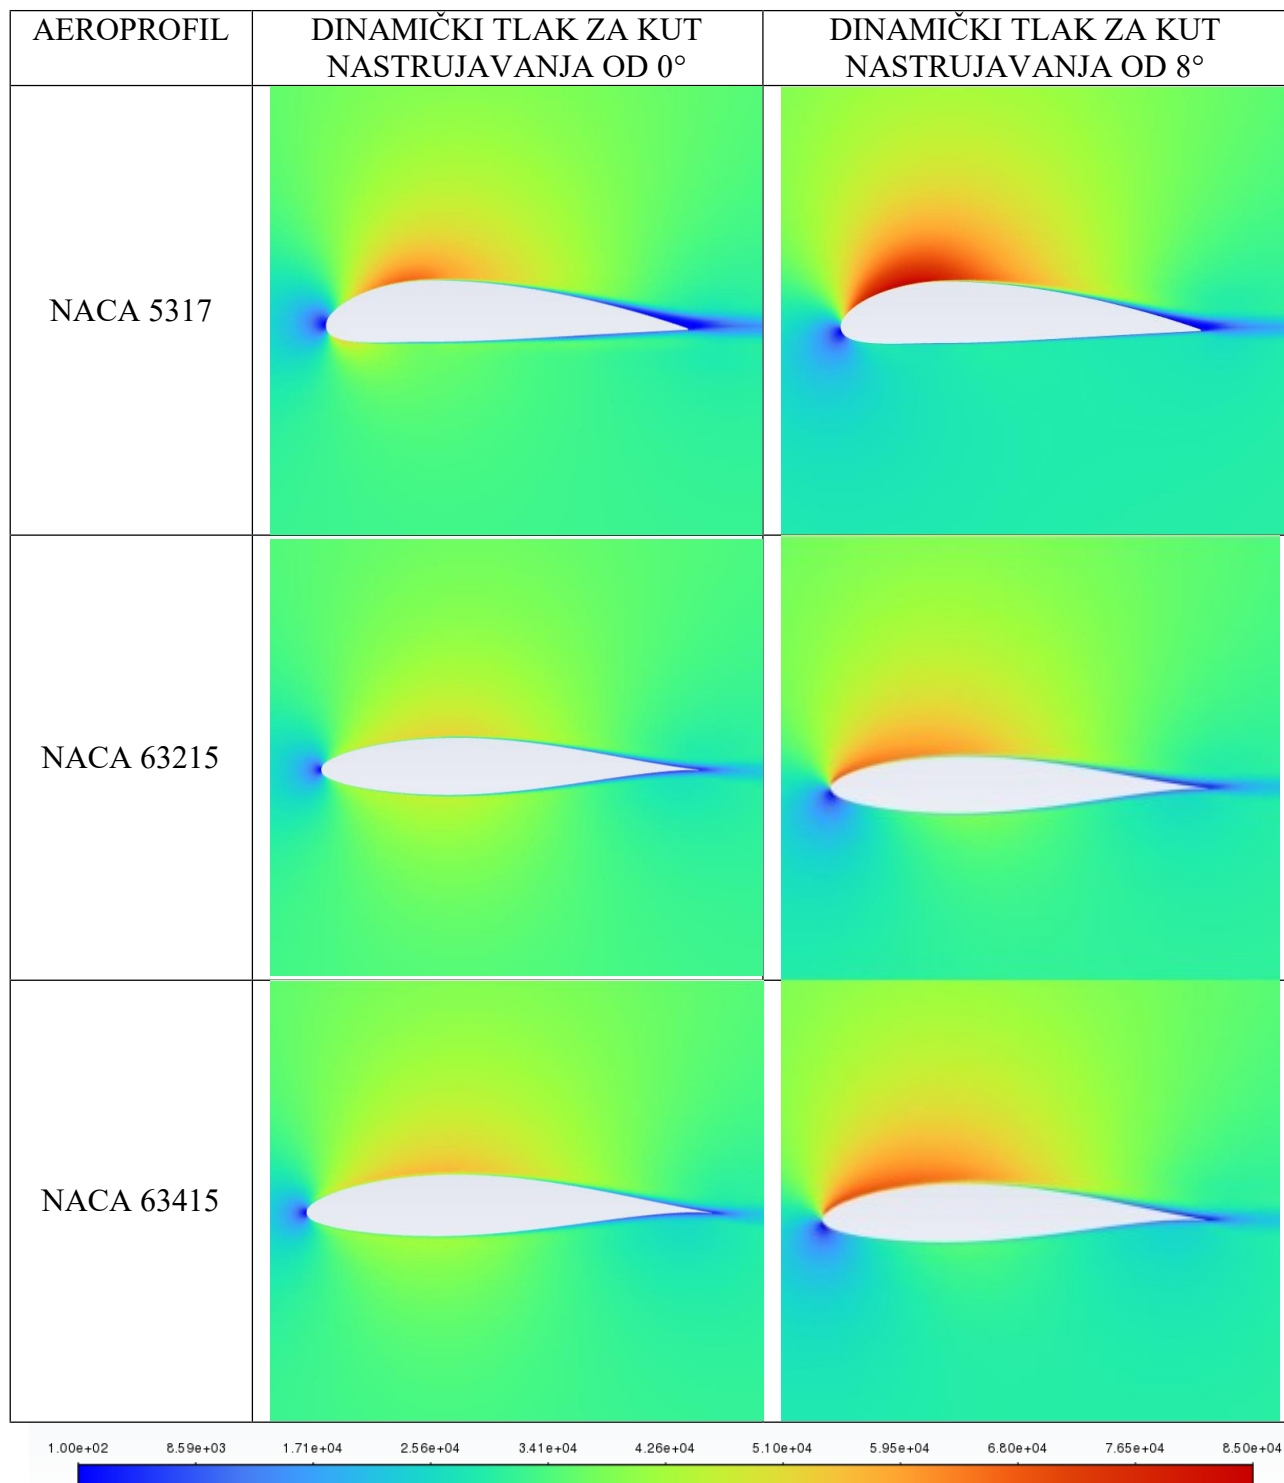 AEROPROFIL
DINAMIČKI TLAK ZA KUT
NASTRUJAVANJA OD 0°
DINAMIČKI TLAK ZA KUT
NASTRUJAVANJA OD 8°
NACA 5317
NACA 63215
NACA 63415
1.00e+02 8.59e+03 1.71e+04 2.56e+04 3.41e+04 4.26e+04 5.10e+04 5.95e+04 6.80e+04 7.65e+04 8.50e+04